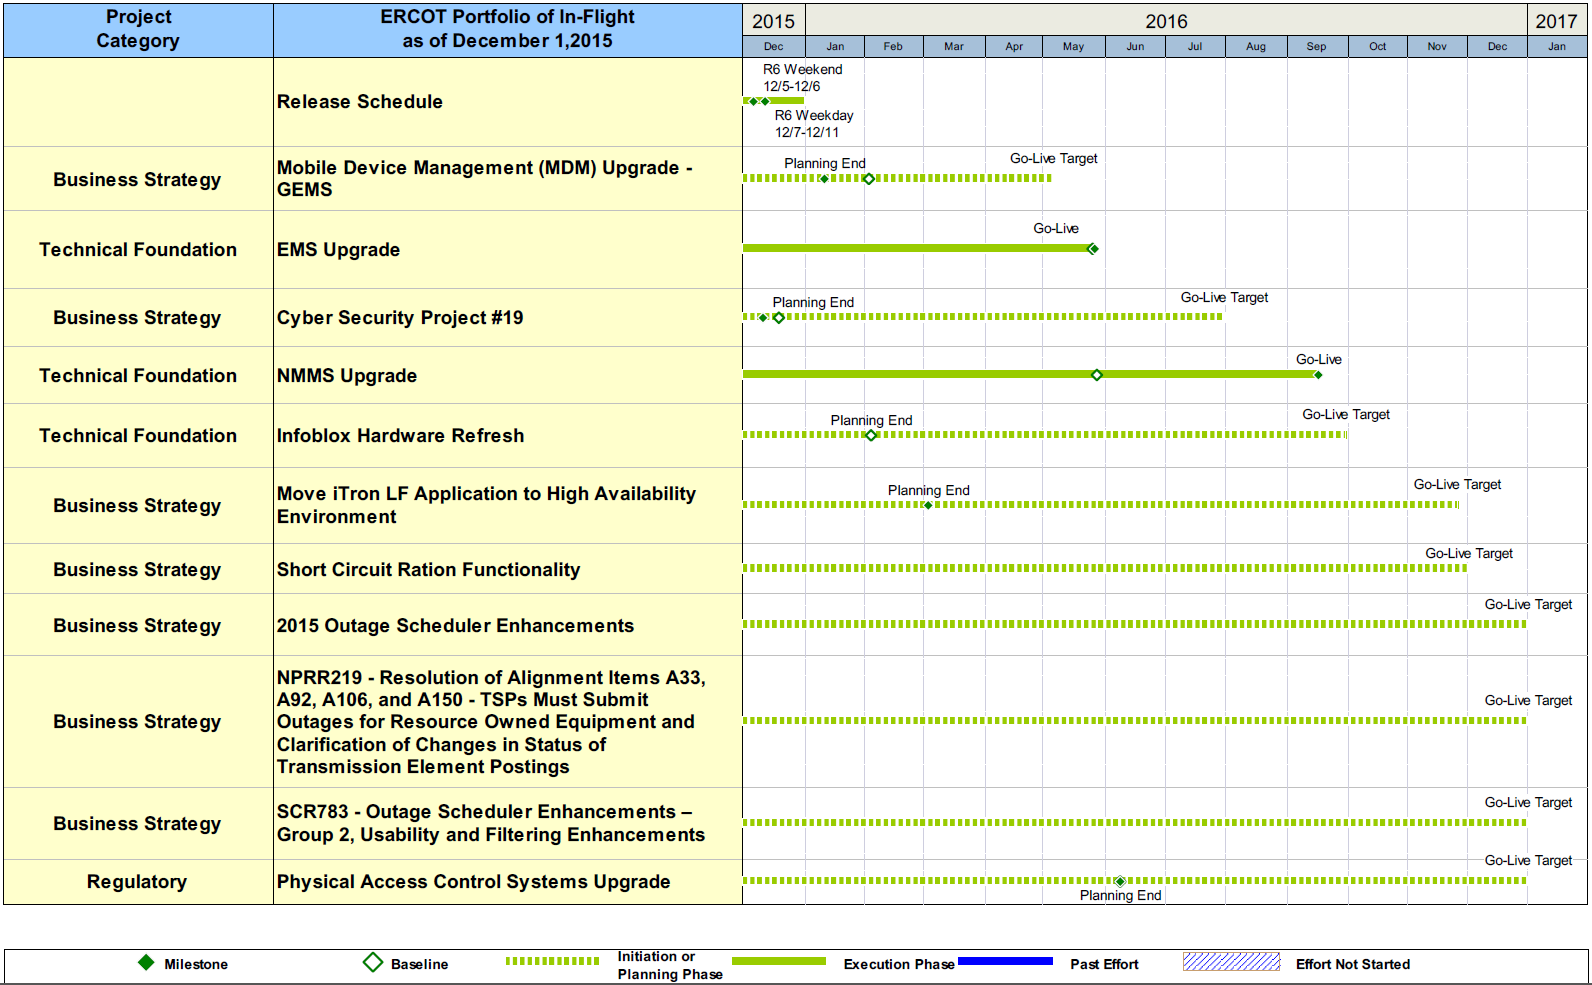 Project
Category
ERCOT Portfolio of In-Flight
as of December 1,2015
2015
2016
2017
Dec
Jan
Feb
Mar
Apr
May
Jun
Jul
Aug
Sep
Oct
Nov
Dec
Jan
Release Schedule
R6 Weekend
12/5-12/6
R6 Weekday
12/7-12/11
Business Strategy
Mobile Device Management (MDM) Upgrade -
GEMS
Planning End
Go-Live Target
Technical Foundation
EMS Upgrade
Go-Live
Business Strategy
Cyber Security Project #19
Planning End
Go-Live Target
Technical Foundation
NMMS Upgrade
Go-Live
Technical Foundation
Infoblox Hardware Refresh
Planning End
Go-Live Target
Business Strategy
Move iTron LF Application to High Availability
Environment
Planning End
Go-Live Target
Business Strategy
Short Circuit Ration Functionality
Go-Live Target
Business Strategy
2015 Outage Scheduler Enhancements
Go-Live Target
Business Strategy
NPRR219 - Resolution of Alignment Items A33,
A92, A106, and A150 - TSPs Must Submit
Outages for Resource Owned Equipment and
Clarification of Changes in Status of
Transmission Element Postings
Go-Live Target
Business Strategy
SCR783 - Outage Scheduler Enhancements –
Group 2, Usability and Filtering Enhancements
Go-Live Target
Regulatory
Physical Access Control Systems Upgrade
Go-Live Target
Planning End
Milestone
Baseline
Initiation or
Planning Phase
Execution Phase
Past Effort
Effort Not Started